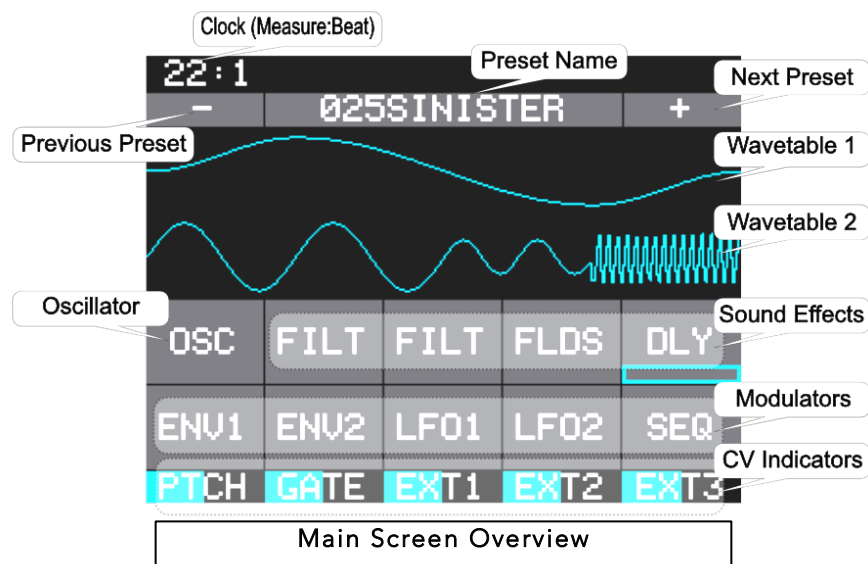 Clock (Measure:Beat)
22:1
Preset Name
Next Preset
- 025SINISTER +
Previous Preset
Wavetable 1
Wavetable 2
Oscillator
Sound Effects
OSC FILT FILT FLDS DLY
Modulators
ENV1 ENV2 LFO1 LFO2 SEQ
CV Indicators
PTCH GATE EXT1 EXT2 EXT3
Main Screen Overview